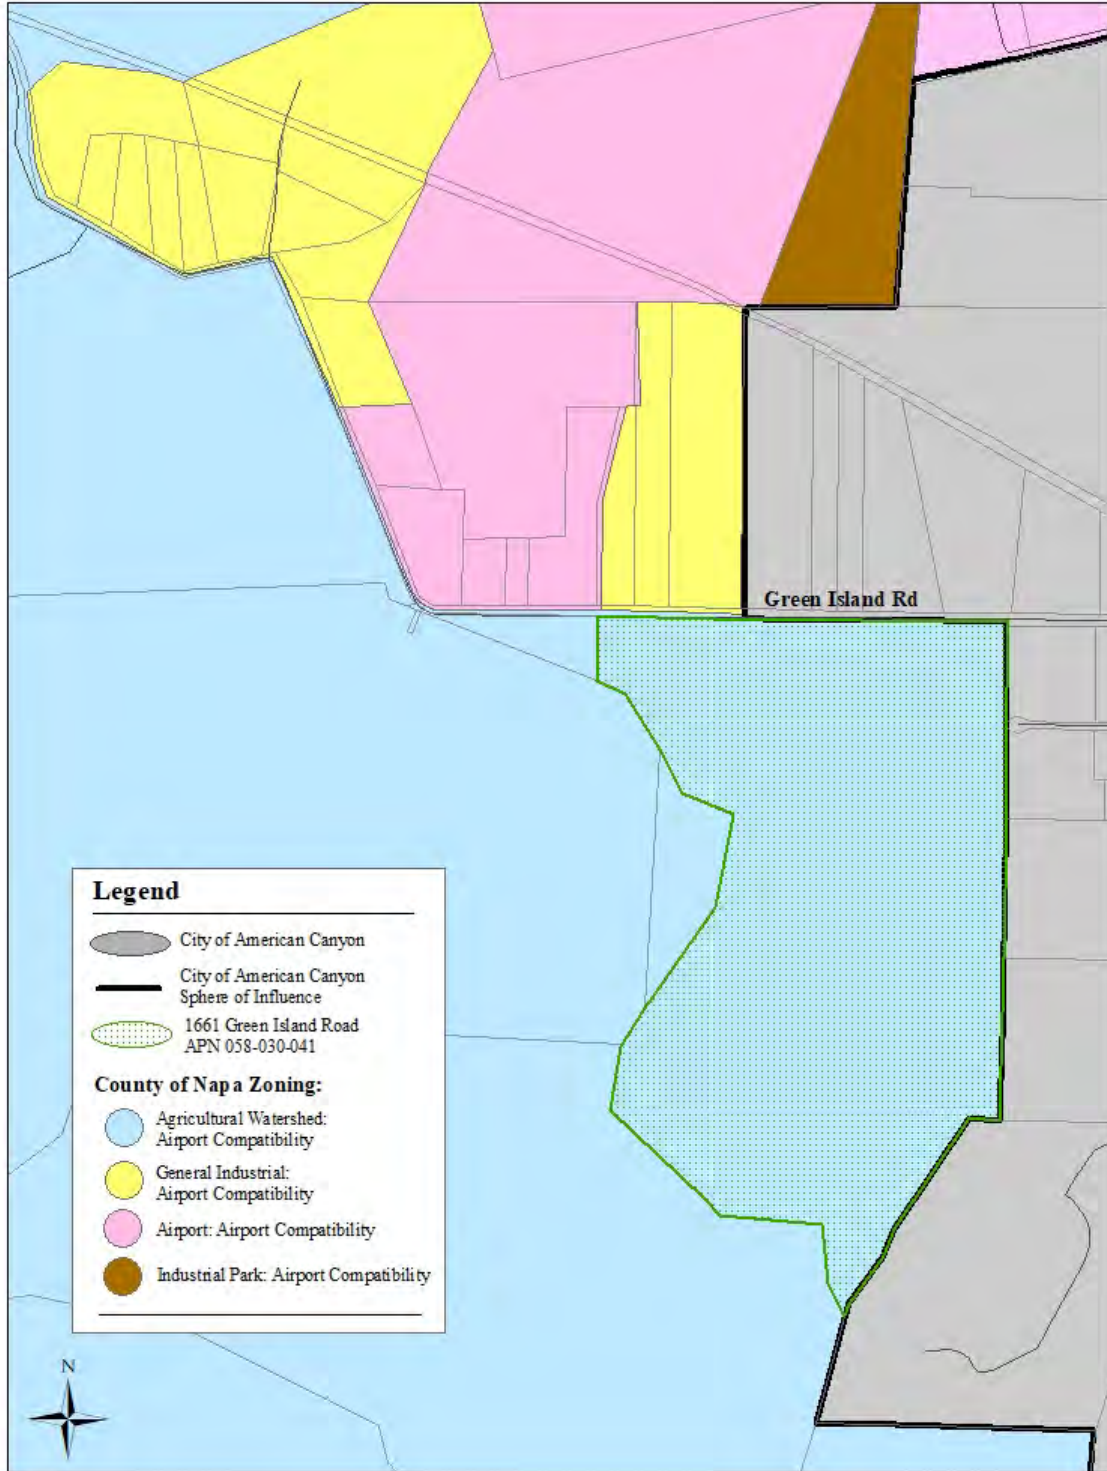 Green Island Rd
Legend
City of American Canyon
City of American Canyon
Sphere of Influence
1661 Green Island Road
APN 058-030-041
County of Napa Zoning:
Agricultural Watershed:
Airport Compatibility
General Industrial:
Airport Compatibility
Airport: Airport Compatibility
Industrial Park: Airport Compatibility
N